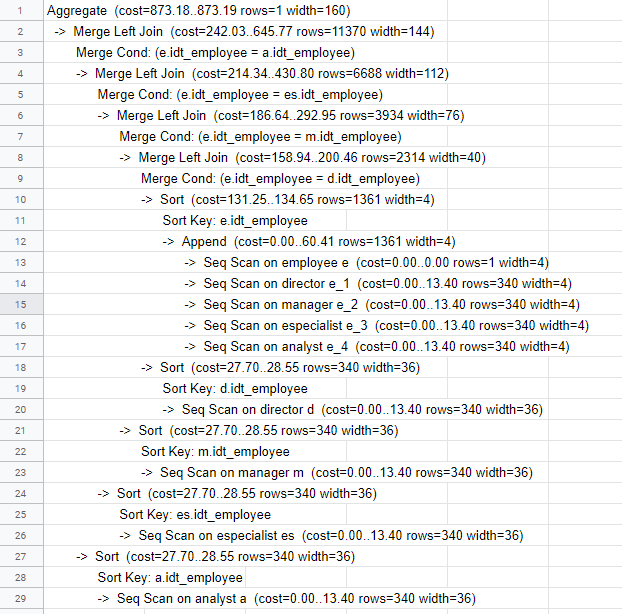 1 Aggregate (cost=873.18..873.19 rows=1 width=160)
2 -> Merge Left Join (cost=242.03..645.77 rows=11370 width=144)
3 Merge Cond: (e.idt_employee = a.idt_employee)
4 -> Merge Left Join (cost=214.34..430.80 rows=6688 width=112)
5 Merge Cond: (e.idt_employee = es.idt_employee)
6 -> Merge Left Join (cost=186.64..292.95 rows=3934 width=76)
7 Merge Cond: (e.idt_employee = m.idt_employee)
8 -> Merge Left Join (cost=158.94..200.46 rows=2314 width=40)
9 Merge Cond: (e.idt_employee = d.idt_employee)
10 -> Sort (cost=131.25..134.65 rows=1361 width=4)
11 Sort Key: e.idt_employee
12 -> Append (cost=0.00..60.41 rows=1361 width=4)
13 -> Seq Scan on employee e (cost=0.00..0.00 rows=1 width=4)
14 -> Seq Scan on director e_1 (cost=0.00..13.40 rows=340 width=4)
15 -> Seq Scan on manager e_2 (cost=0.00..13.40 rows=340 width=4)
16 -> Seq Scan on especialist e_3 (cost=0.00..13.40 rows=340 width=4)
17 -> Seq Scan on analyst e_4 (cost=0.00..13.40 rows=340 width=4)
18 -> Sort (cost=27.70..28.55 rows=340 width=36)
19 Sort Key: d.idt_employee
20 -> Seq Scan on director d (cost=0.00..13.40 rows=340 width=36)
21 -> Sort (cost=27.70..28.55 rows=340 width=36)
22 Sort Key: m.idt_employee
23 -> Seq Scan on manager m (cost=0.00..13.40 rows=340 width=36)
24 -> Sort (cost=27.70..28.55 rows=340 width=36)
25 Sort Key: es.idt_employee
26 -> Seq Scan on especialist es (cost=0.00..13.40 rows=340 width=36)
27 -> Sort (cost=27.70..28.55 rows=340 width=36)
28 Sort Key: a.idt_employee
29 -> Seq Scan on analyst a (cost=0.00..13.40 rows=340 width=36)